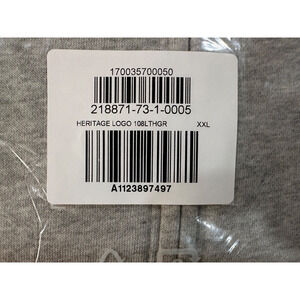 170035700050
218871-73-1-0005
HERITAGE LOGO 108LTHGR XXL
A1123897497